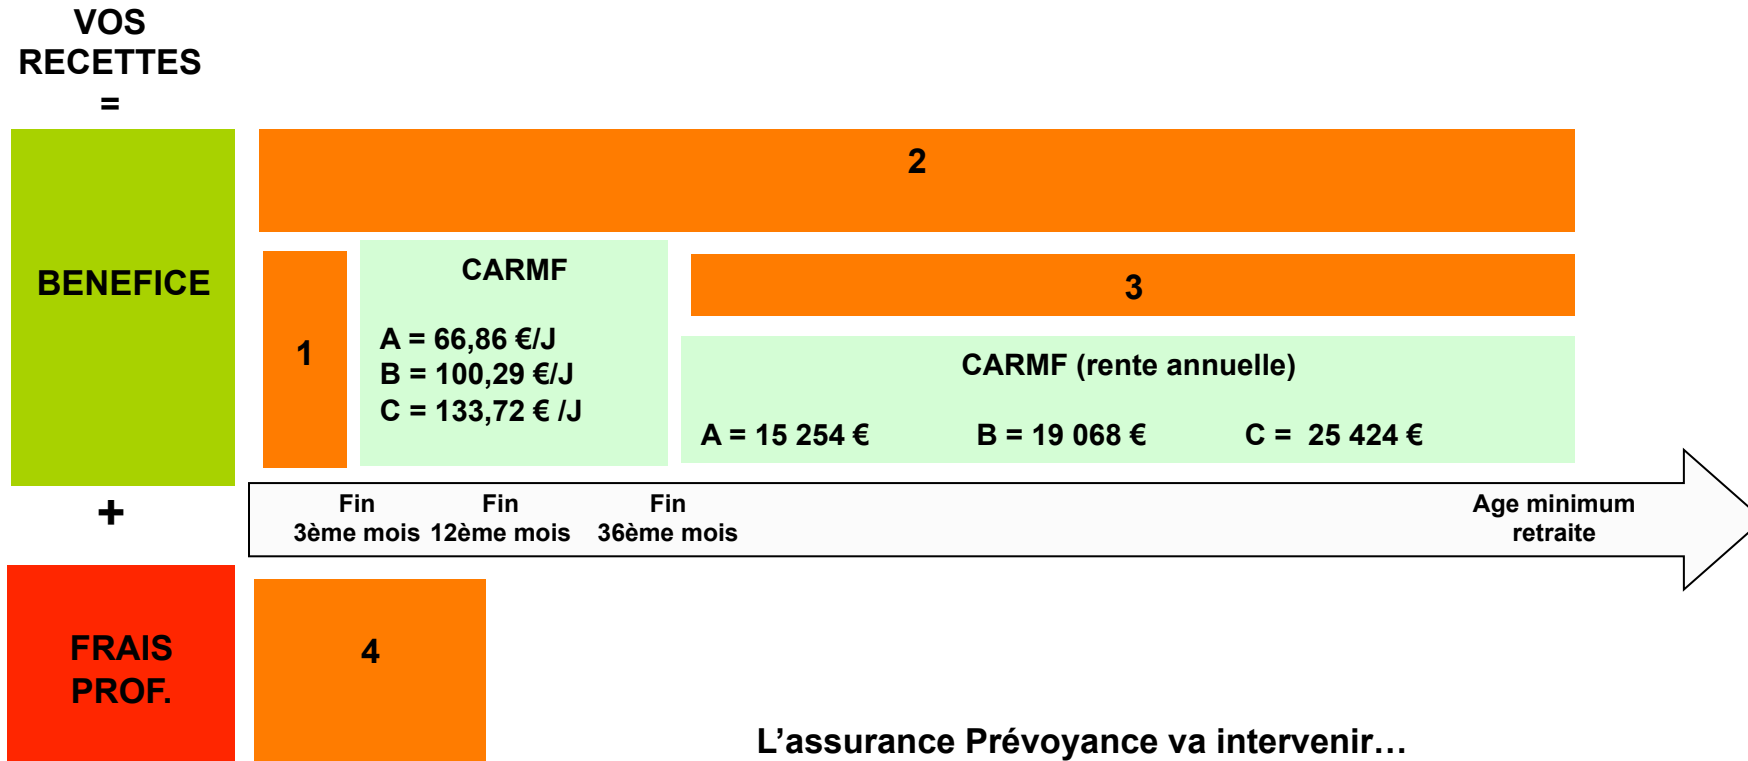 VOS
RECETTES
=
BENEFICE
+
FRAIS
PROF.
2
1
CARMF
A = 66,86 €/J
B = 100,29 €/J
C = 133,72 € /J
3
CARMF (rente annuelle)
A = 15 254 € B = 19 068 € C = 25 424 €
Fin
3ème mois
Fin
12ème mois
Fin
36ème mois
Age minimum
retraite
4
L’assurance Prévoyance va intervenir…